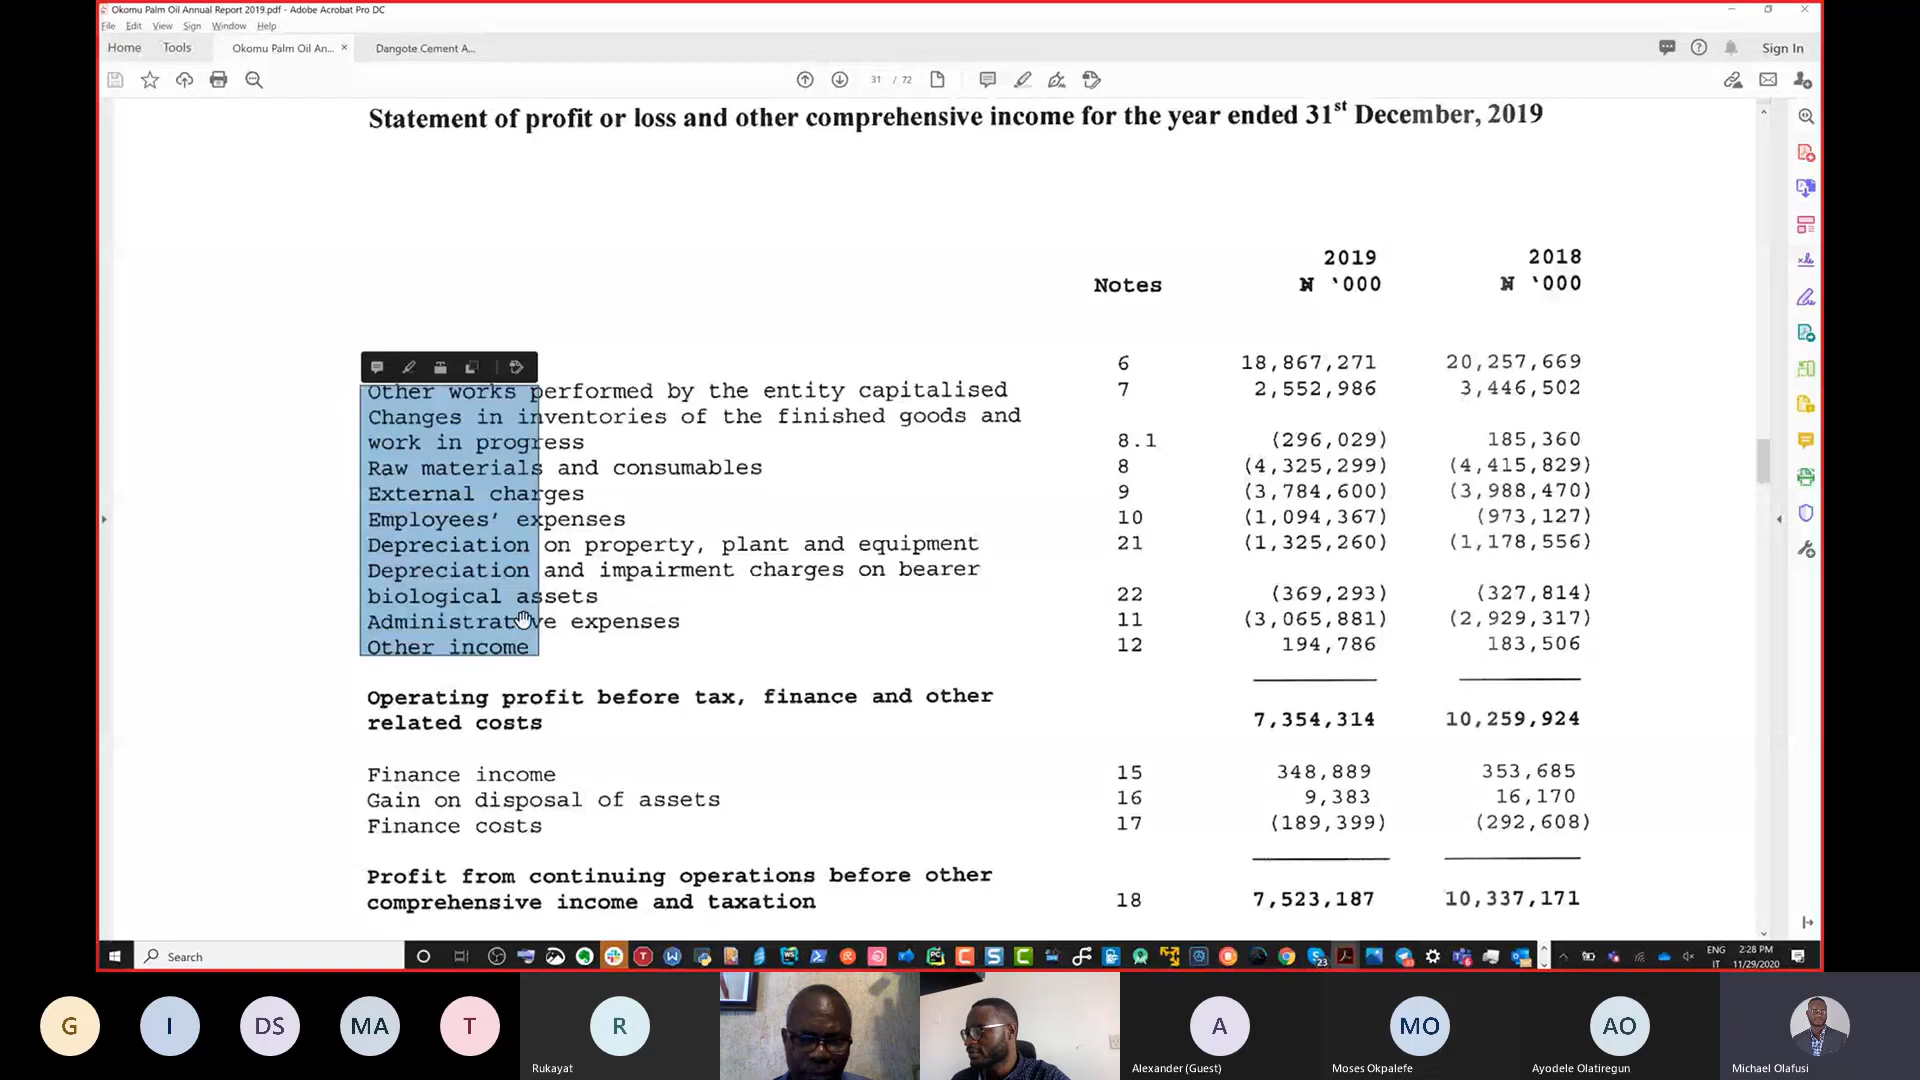 Okomu Palm Oil Annual Report 2019.pdf - Adobe Acrobat Pro DC
File Edit View Sign Window Help
Home Tools Okomu Palm Oil An... × Dangote Cement A... Sign In
31 / 72
Statement of profit or loss and other comprehensive income for the year ended 31st December, 2019
2019 2018
Notes ₦ '000 ₦ '000
6 18,867,271 20,257,669
Other works performed by the entity capitalised 7 2,552,986 3,446,502
Changes in inventories of the finished goods and
work in progress 8.1 (296,029) 185,360
Raw materials and consumables 8 (4,325,299) (4,415,829)
External charges 9 (3,784,600) (3,988,470)
Employees’ expenses 10 (1,094,367) (973,127)
Depreciation on property, plant and equipment 21 (1,325,260) (1,178,556)
Depreciation and impairment charges on bearer
biological assets 22 (369,293) (327,814)
Administrative expenses 11 (3,065,881) (2,929,317)
Other income 12 194,786 183,506
Operating profit before tax, finance and other
related costs 7,354,314 10,259,924
Finance income 15 348,889 353,685
Gain on disposal of assets 16 9,383 16,170
Finance costs 17 (189,399) (292,608)
Profit from continuing operations before other
comprehensive income and taxation 18 7,523,187 10,337,171
Search
23
ENG 2:28 PM
IT 11/29/2020
G I DS MA T R A MO AO
Rukayat Alexander (Guest) Moses Okpalefe Ayodele Olatiregun Michael Olafusi